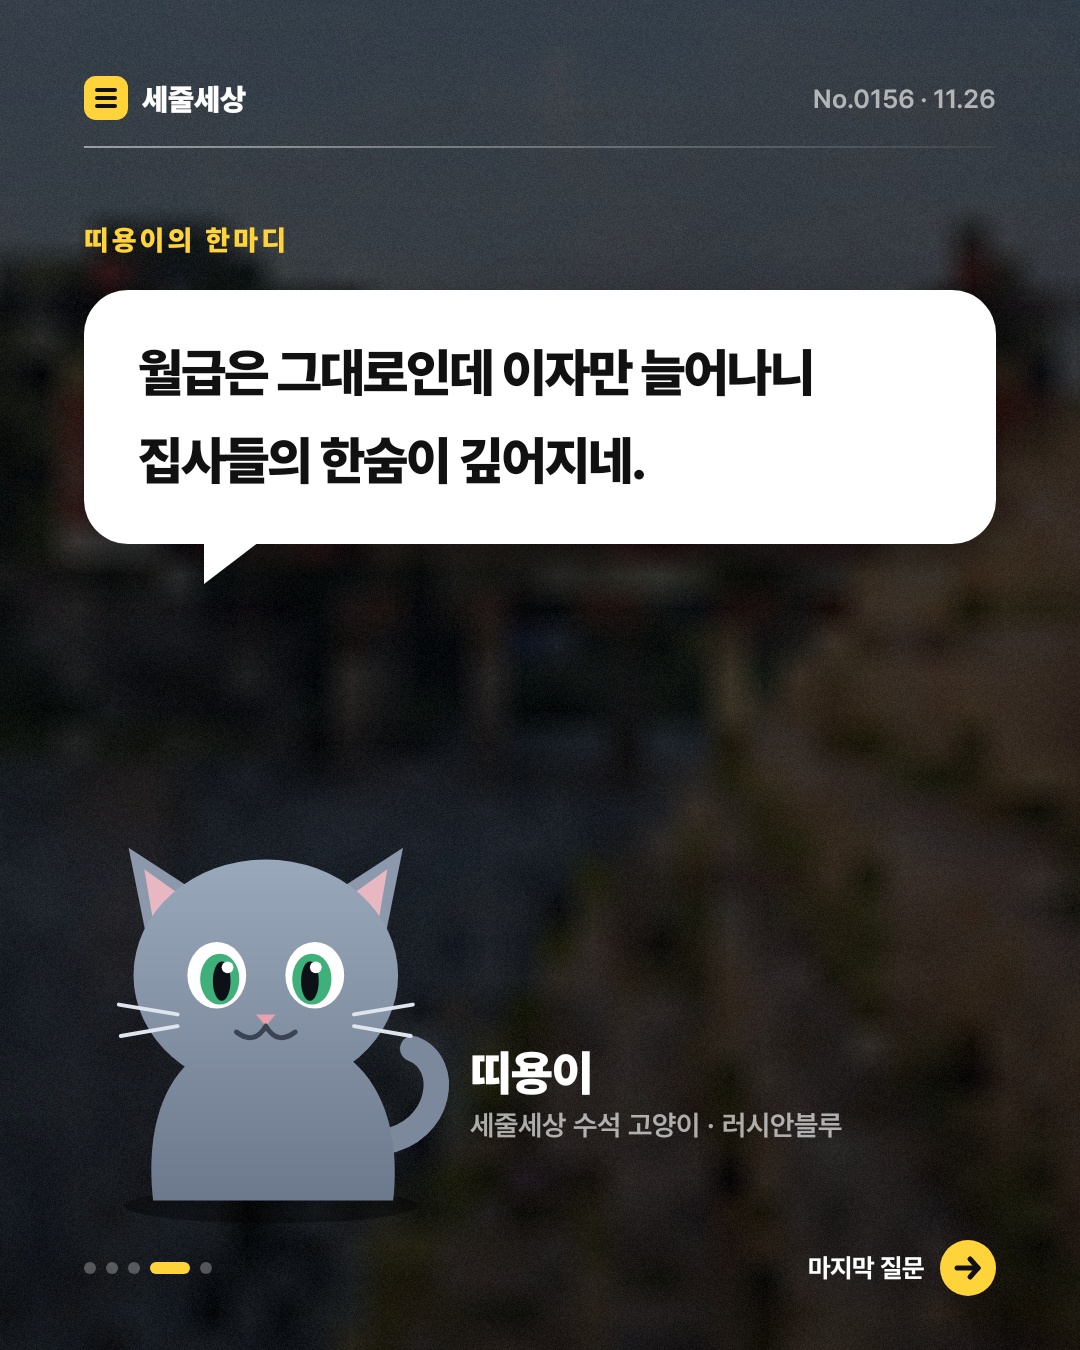 세줄세상
No.0156 · 11.26
띠용이의 한마디
월급은 그대로인데 이자만 늘어나니
집사들의 한숨이 깊어지네.
띠용이
세줄세상 수석 고양이 · 러시안블루
마지막 질문